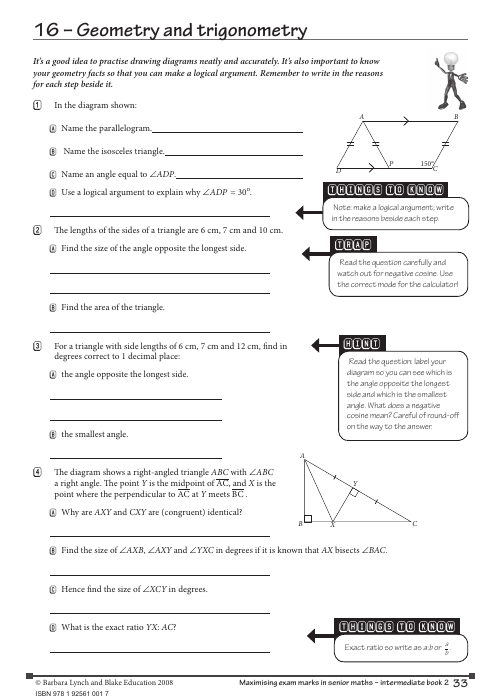 16 – Geometry and trigonometry
It's a good idea to practise drawing diagrams neatly and accurately. It's also important to know
your geometry facts so that you can make a logical argument. Remember to write in the reasons
for each step beside it.
1 In the diagram shown:
A Name the parallelogram.
B Name the isosceles triangle.
C Name an angle equal to ∠ADP.
D Use a logical argument to explain why ∠ADP = 30°.
A B
D P 150° C
THINGS TO KNOW
Note: make a logical argument; write
in the reasons beside each step.
2 The lengths of the sides of a triangle are 6 cm, 7 cm and 10 cm.
A Find the size of the angle opposite the longest side.
B Find the area of the triangle.
TRAP
Read the question carefully and
watch out for negative cosine. Use
the correct mode for the calculator!
3 For a triangle with side lengths of 6 cm, 7 cm and 12 cm, find in
degrees correct to 1 decimal place:
A the angle opposite the longest side.
B the smallest angle.
HINT
Read the question: label your
diagram so you can see which is
the angle opposite the longest
side and which is the smallest
angle. What does a negative
cosine mean? Careful of round-off
on the way to the answer.
4 The diagram shows a right-angled triangle ABC with ∠ABC
a right angle. The point Y is the midpoint of AC, and X is the
point where the perpendicular to AC at Y meets BC .
A Why are AXY and CXY are (congruent) identical?
A
Y
B X C
B Find the size of ∠AXB, ∠AXY and ∠YXC in degrees if it is known that AX bisects ∠BAC.
C Hence find the size of ∠XCY in degrees.
D What is the exact ratio YX: AC?
THINGS TO KNOW
Exact ratio so write as a:b or a/b.
© Barbara Lynch and Blake Education 2008 Maximising exam marks in senior maths – intermediate book 2 33
ISBN 978 1 92561 001 7